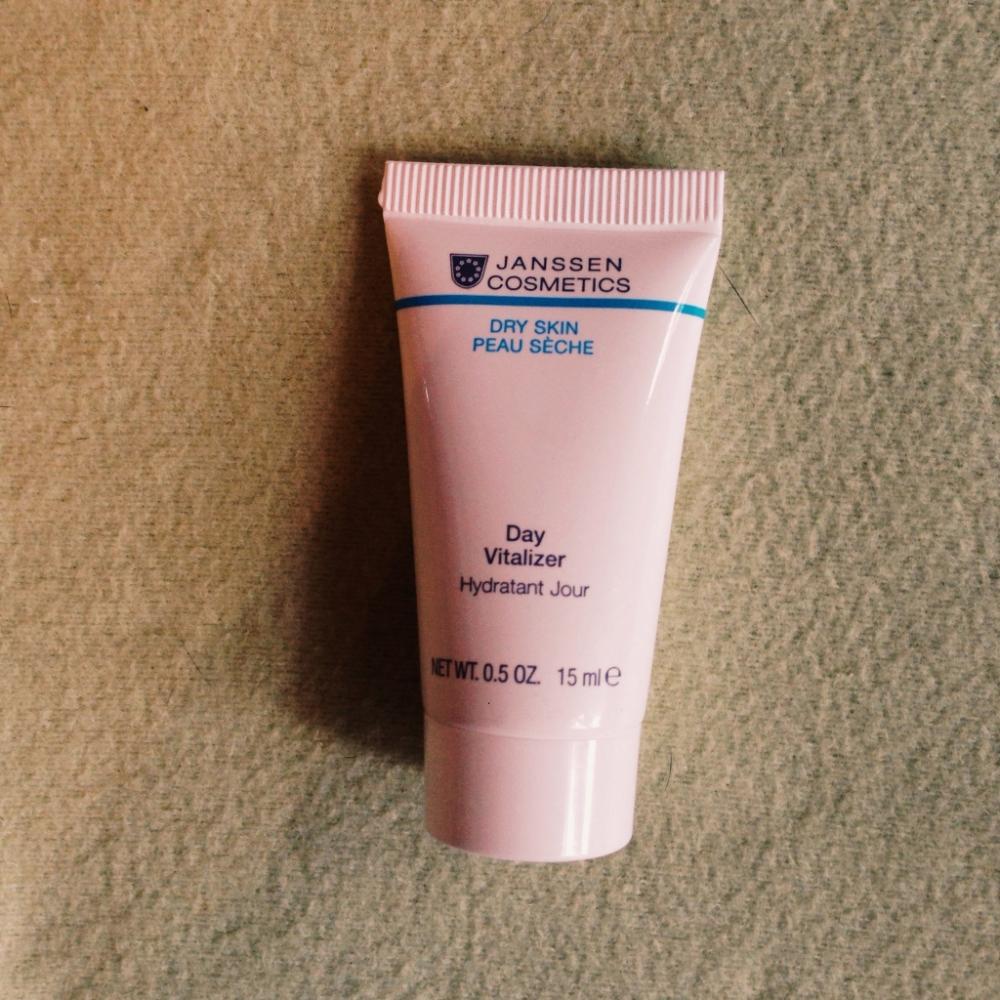 JANSSEN
COSMETICS
DRY SKIN
PEAU SÈCHE
Day
Vitalizer
Hydratant Jour
NET WT. 0.5 OZ. 15 ml ℮